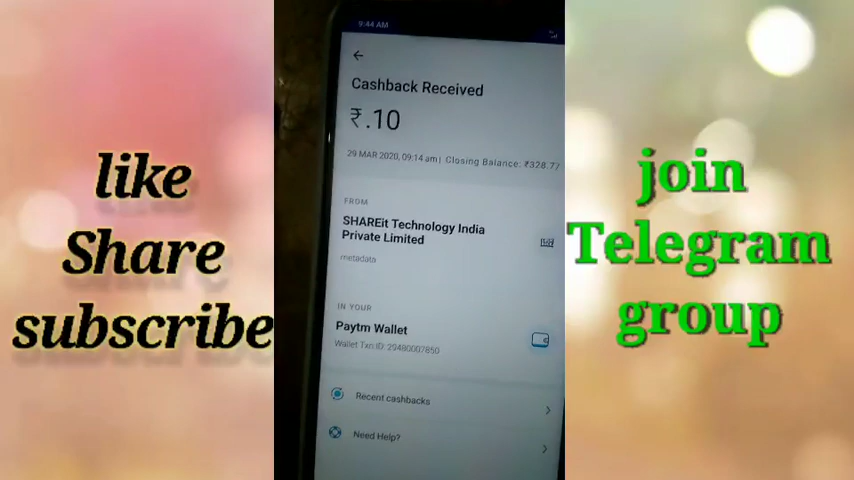 like
Share
subscribe
9:44 AM
Cashback Received
₹.10
29 MAR 2020, 09:14 am| Closing Balance: ₹328.77
FROM
SHAREit Technology India
Private Limited
metadata
IN YOUR
Paytm Wallet
Wallet Txn ID: 29480007850
Recent cashbacks
Need Help?
join
Telegram
group